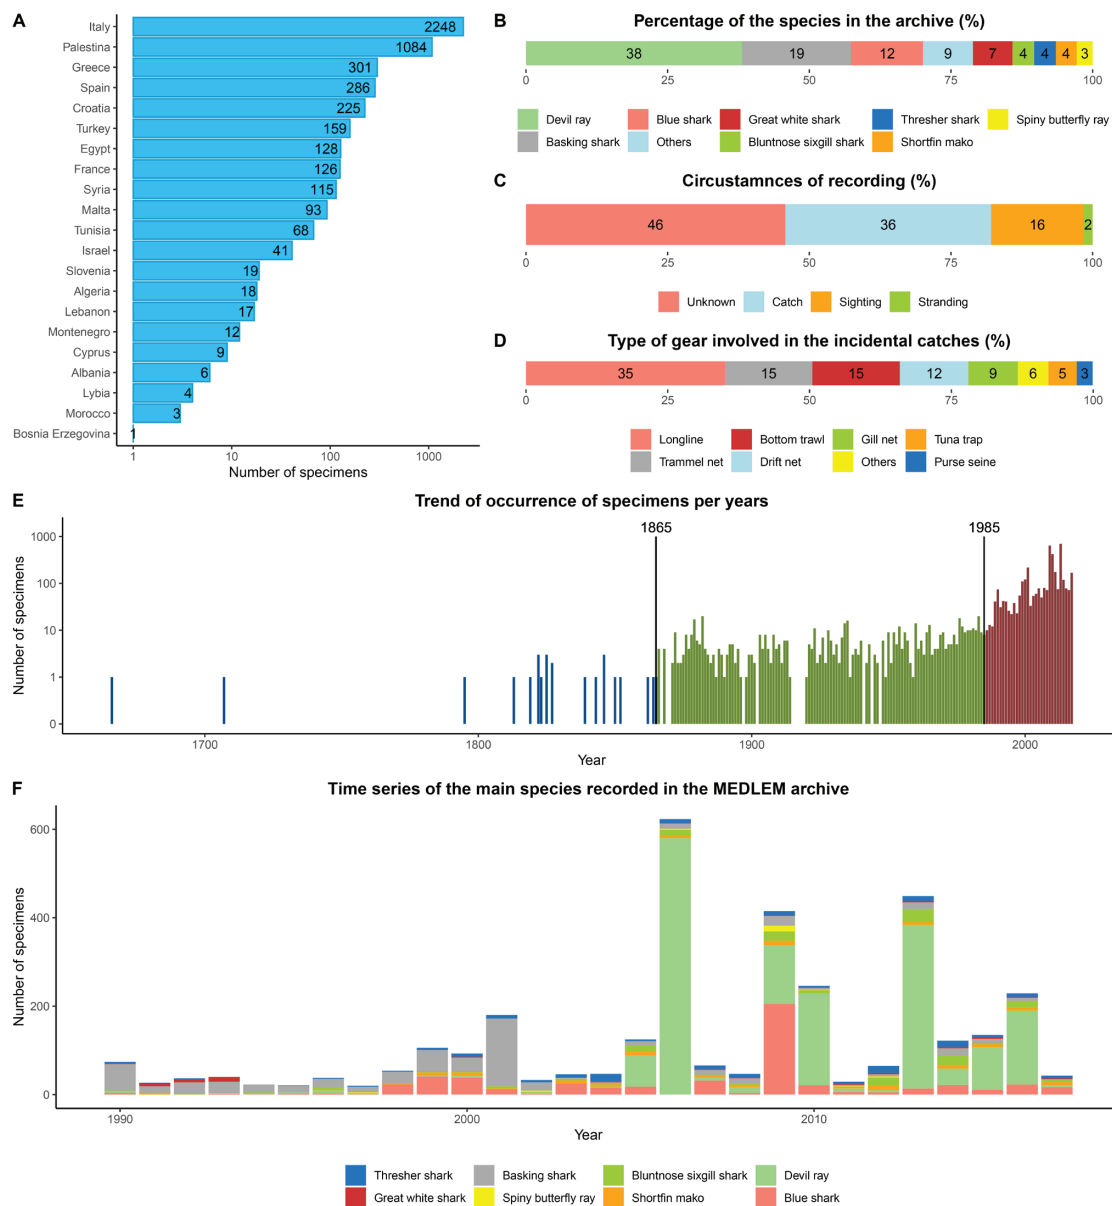 A
Italy 2248
Palestina 1084
Greece 301
Spain 286
Croatia 225
Turkey 159
Egypt 128
France 126
Syria 115
Malta 93
Tunisia 68
Israel 41
Slovenia 19
Algeria 18
Lebanon 17
Montenegro 12
Cyprus 9
Albania 6
Lybia 4
Morocco 3
Bosnia Erzegovina 1
1 10 100 1000
Number of specimens
B Percentage of the species in the archive (%)
38 19 12 9 7 4 4 4 3
0 25 50 75 100
Devil ray Blue shark Great white shark Thresher shark Spiny butterfly ray
Basking shark Others Bluntnose sixgill shark Shortfin mako
C Circustamnces of recording (%)
46 36 16 2
0 25 50 75 100
Unknown Catch Sighting Stranding
D Type of gear involved in the incidental catches (%)
35 15 15 12 9 6 5 3
0 25 50 75 100
Longline Bottom trawl Gill net Tuna trap
Trammel net Drift net Others Purse seine
E Trend of occurrence of specimens per years
1865 1985
Number of specimens
1000
100
10
1
0
1700 1800 1900 2000
Year
F Time series of the main species recorded in the MEDLEM archive
Number of specimens
600
400
200
0
1990 2000 2010
Year
Thresher shark Basking shark Bluntnose sixgill shark Devil ray
Great white shark Spiny butterfly ray Shortfin mako Blue shark